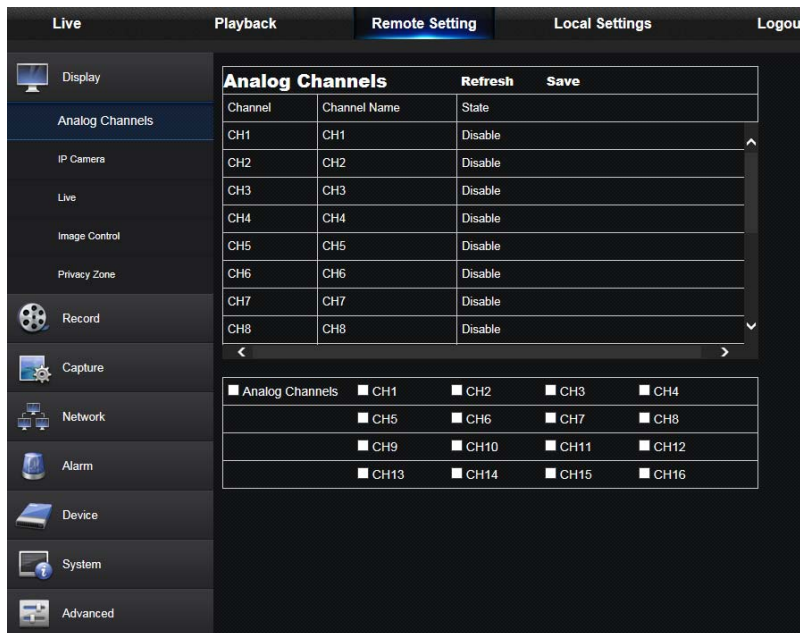 Live Playback Remote Setting Local Settings Logou
Display
Analog Channels
IP Camera
Live
Image Control
Privacy Zone
Record
Capture
Network
Alarm
Device
System
Advanced
Analog Channels Refresh Save
Channel Channel Name State
CH1 CH1 Disable
CH2 CH2 Disable
CH3 CH3 Disable
CH4 CH4 Disable
CH5 CH5 Disable
CH6 CH6 Disable
CH7 CH7 Disable
CH8 CH8 Disable
Analog Channels CH1 CH2 CH3 CH4
CH5 CH6 CH7 CH8
CH9 CH10 CH11 CH12
CH13 CH14 CH15 CH16